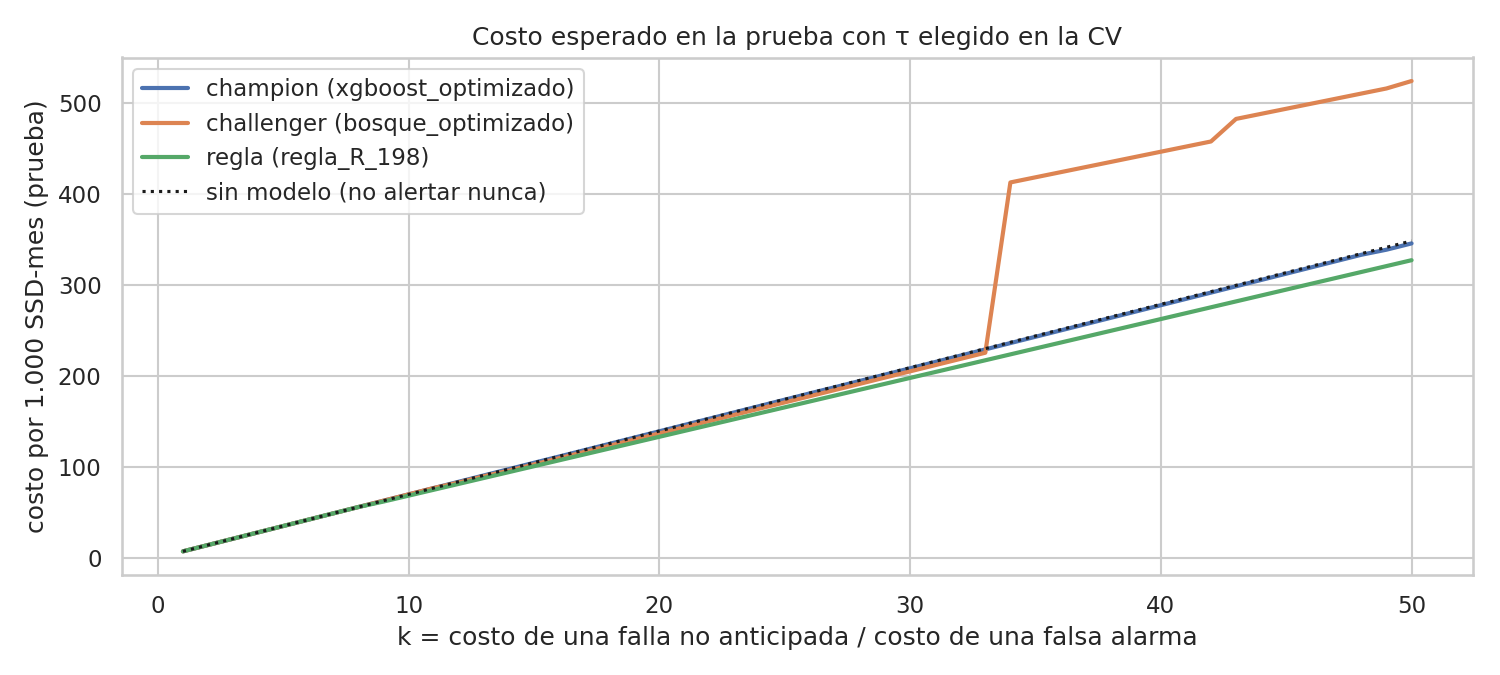 Costo esperado en la prueba con τ elegido en la CV
champion (xgboost_optimizado)
challenger (bosque_optimizado)
regla (regla_R_198)
sin modelo (no alertar nunca)
costo por 1.000 SSD-mes (prueba)
500
400
300
200
100
0
0 10 20 30 40 50
k = costo de una falla no anticipada / costo de una falsa alarma